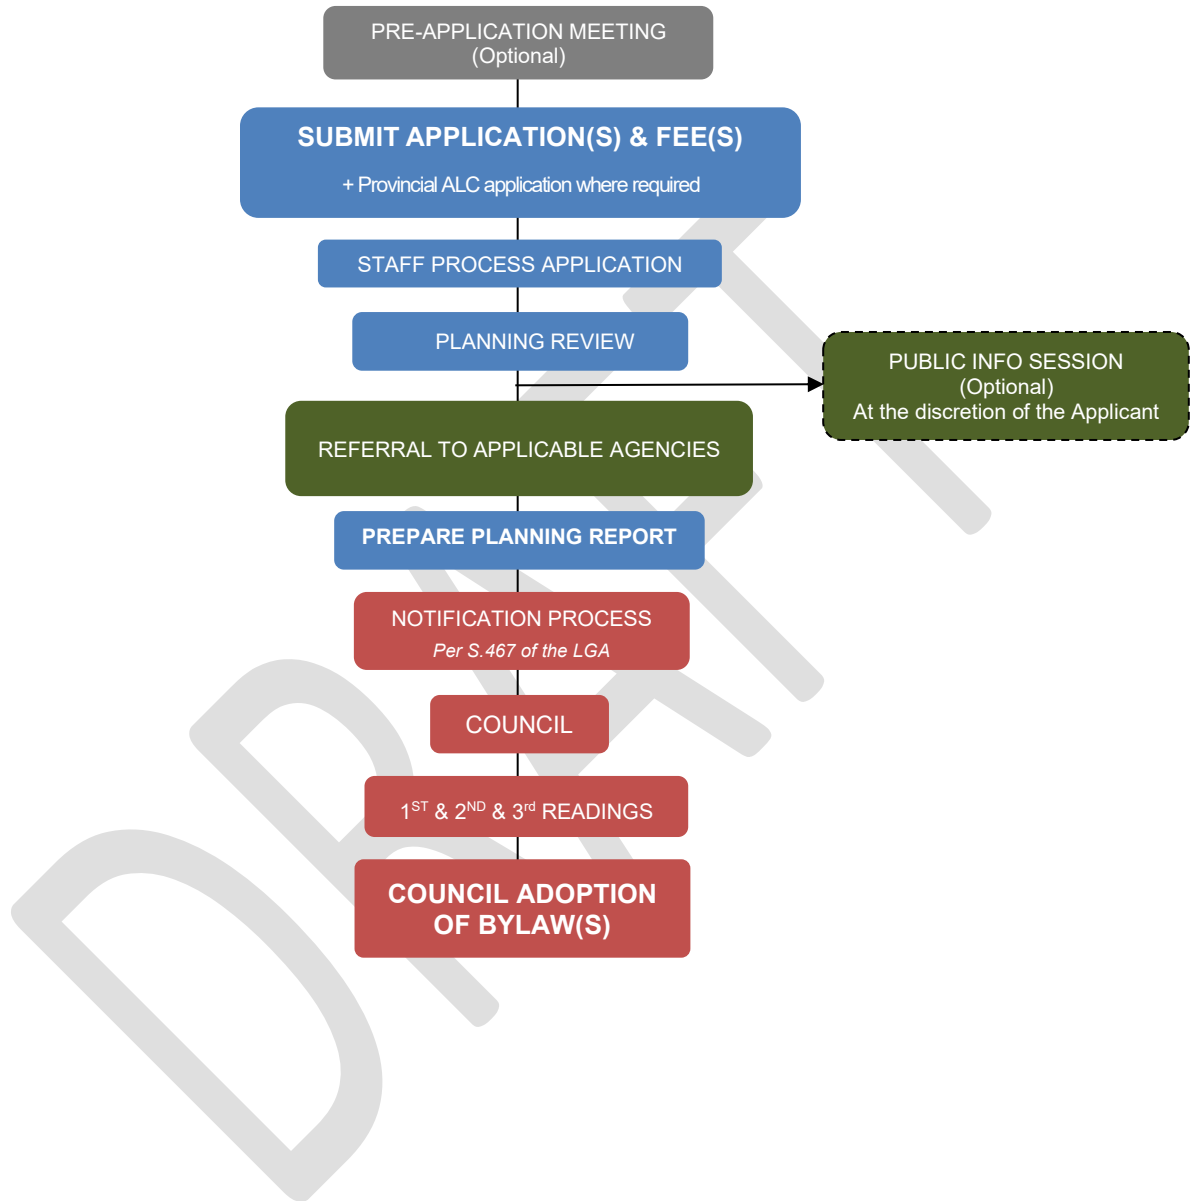 PRE-APPLICATION MEETING
(Optional)
SUBMIT APPLICATION(S) & FEE(S)
+ Provincial ALC application where required
STAFF PROCESS APPLICATION
PLANNING REVIEW
PUBLIC INFO SESSION
(Optional)
At the discretion of the Applicant
REFERRAL TO APPLICABLE AGENCIES
PREPARE PLANNING REPORT
NOTIFICATION PROCESS
Per S.467 of the LGA
COUNCIL
1ST & 2ND & 3rd READINGS
COUNCIL ADOPTION
OF BYLAW(S)
DRAFT